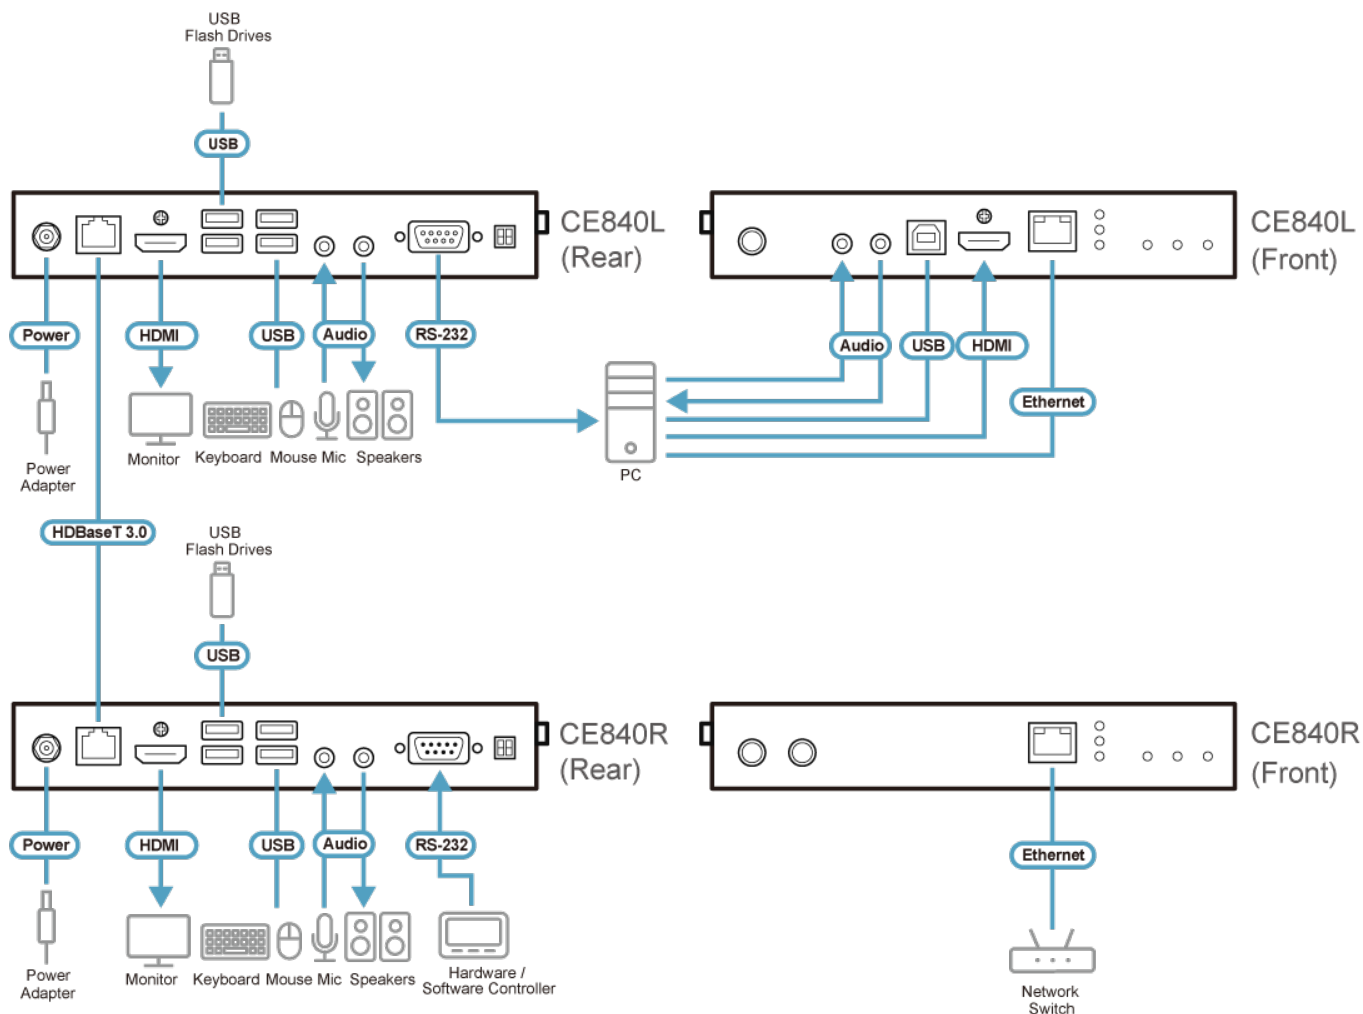 USB
Flash Drives
USB
CE840L
(Rear)
CE840L
(Front)
Power
HDMI
USB
Audio
RS-232
Audio
USB
HDMI
Ethernet
Power
Adapter
Monitor
Keyboard
Mouse
Mic
Speakers
PC
HDBaseT 3.0
USB
Flash Drives
USB
CE840R
(Rear)
CE840R
(Front)
Power
HDMI
USB
Audio
RS-232
Ethernet
Power
Adapter
Monitor
Keyboard
Mouse
Mic
Speakers
Hardware /
Software Controller
Network
Switch